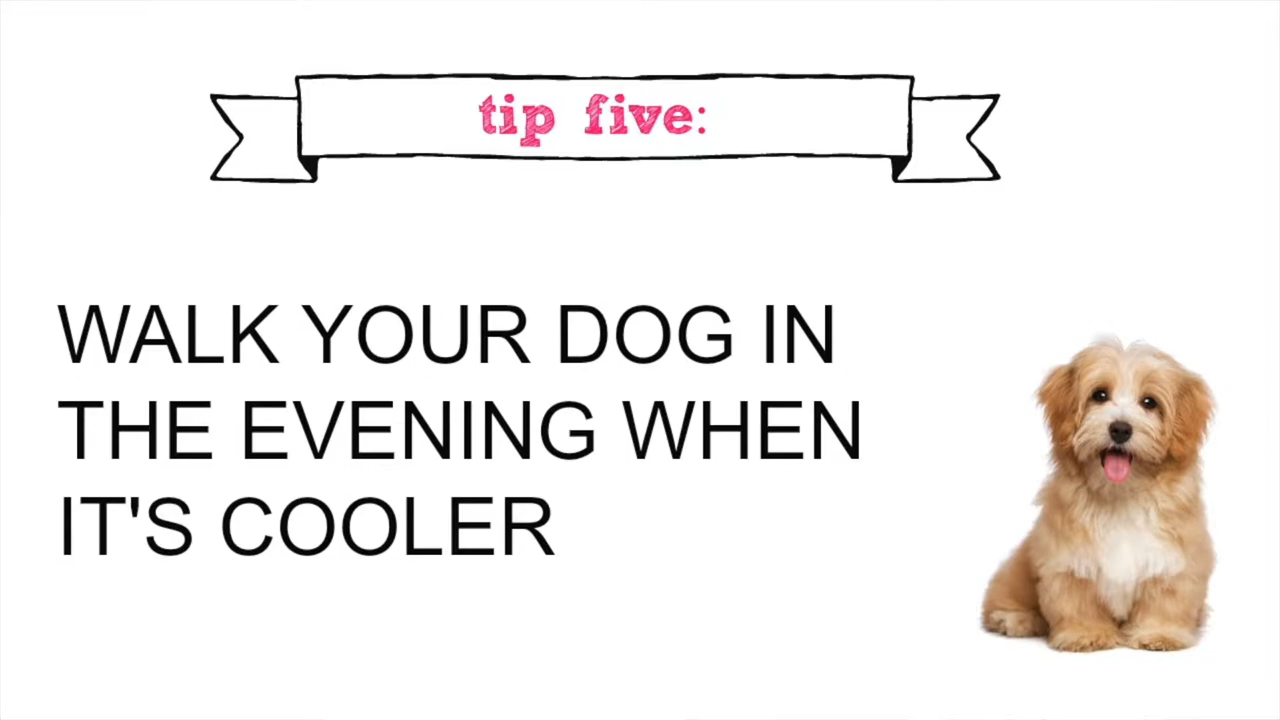 tip five:
WALK YOUR DOG IN
THE EVENING WHEN
IT'S COOLER